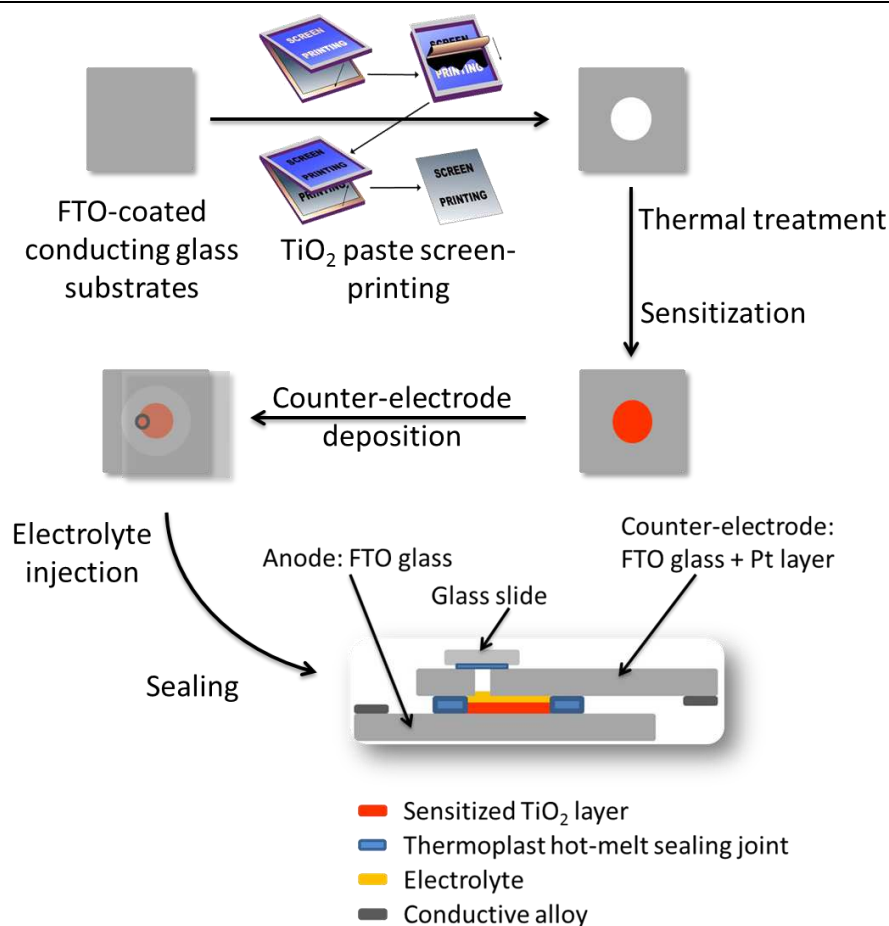 SCREEN
PRINTING
SCREEN
PRINTING
SCREEN
PRINTING
PRINTING
SCREEN
PRINTING
FTO-coated
conducting glass
substrates
TiO₂ paste screen-
printing
Thermal treatment
Sensitization
Counter-electrode
deposition
Electrolyte
injection
Sealing
Anode: FTO glass
Glass slide
Counter-electrode:
FTO glass + Pt layer
Sensitized TiO₂ layer
Thermoplast hot-melt sealing joint
Electrolyte
Conductive alloy